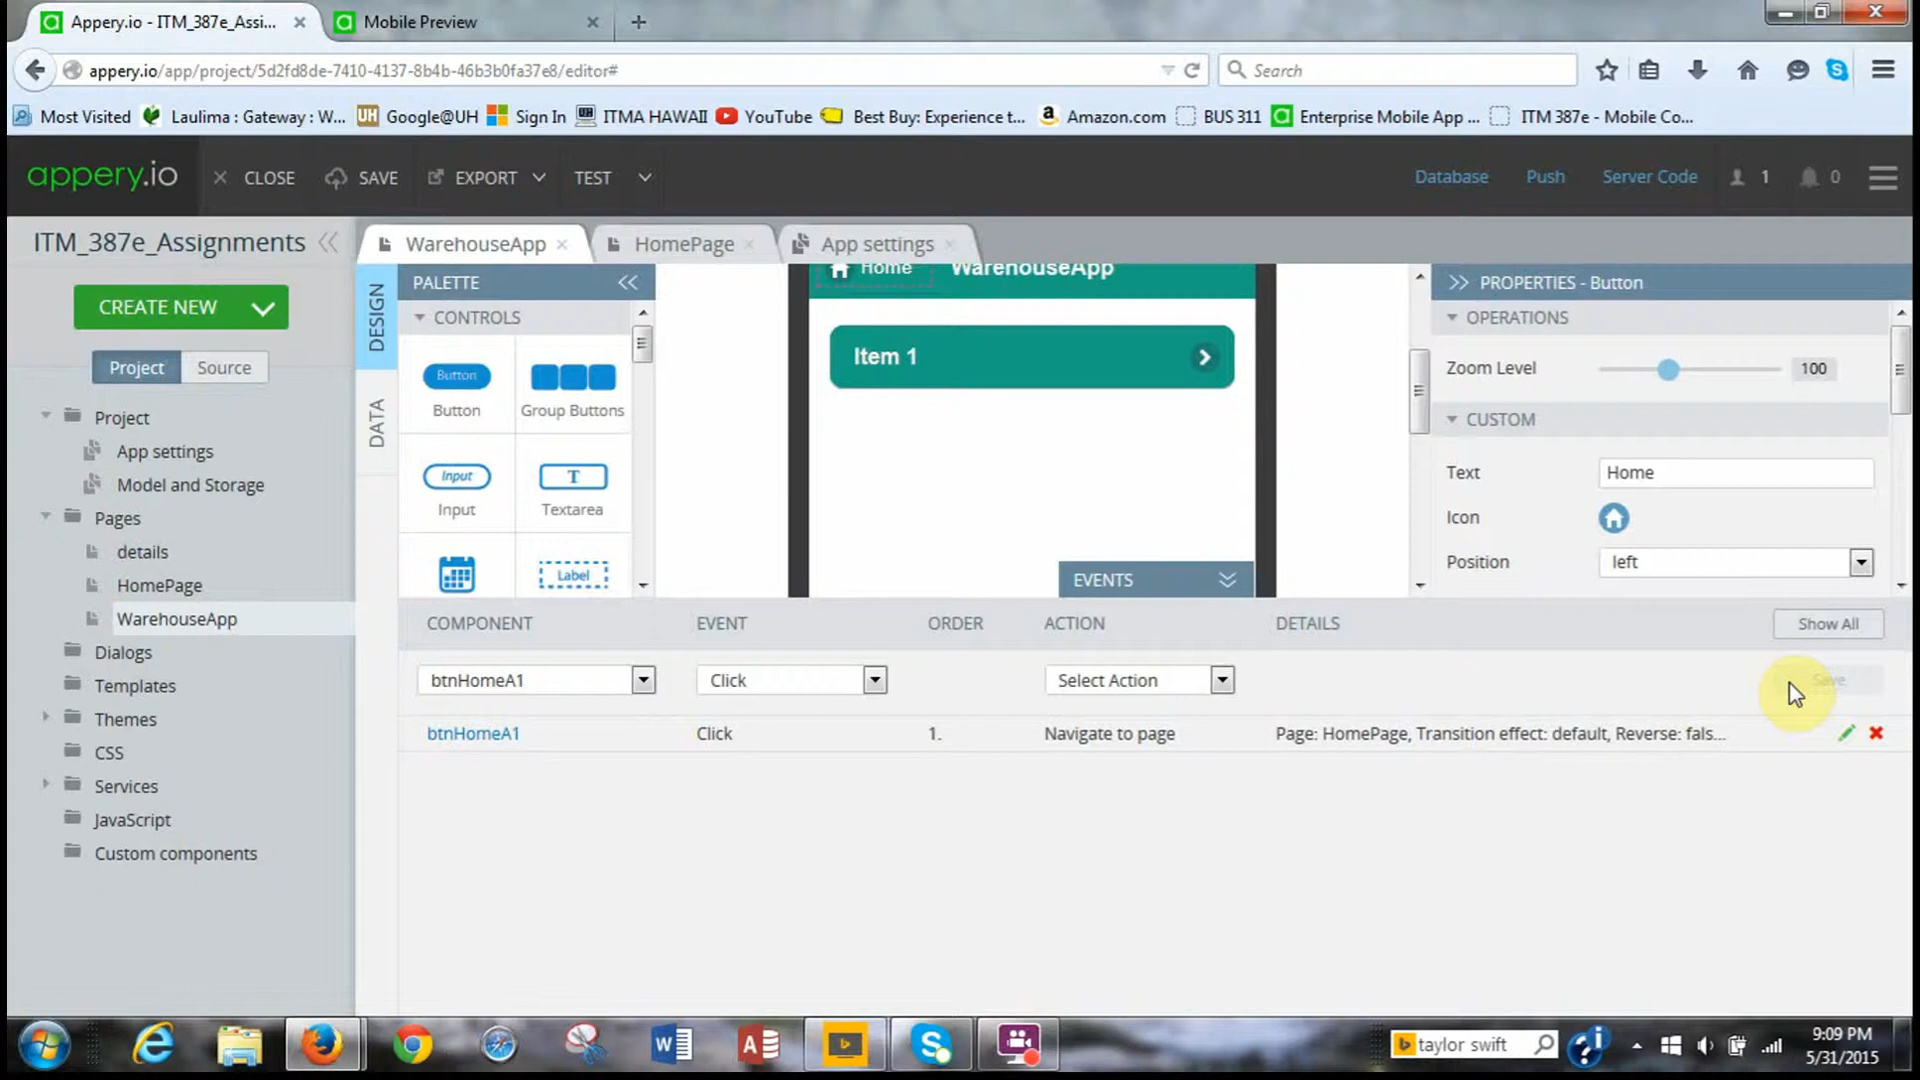 Appery.io - ITM_387e_Assi...
Mobile Preview
appery.io/app/project/5d2fd8de-7410-4137-8b4b-46b3b0fa37e8/editor#
Search
Most Visited
Laulima : Gateway : W...
UH Google@UH
Sign In
ITMA HAWAII
YouTube
Best Buy: Experience t...
Amazon.com
BUS 311
Enterprise Mobile App ...
ITM 387e - Mobile Co...
appery.io
CLOSE
SAVE
EXPORT
TEST
Database
Push
Server Code
1
0
ITM_387e_Assignments
WarehouseApp
HomePage
App settings
CREATE NEW
Project
Source
Project
App settings
Model and Storage
Pages
details
HomePage
WarehouseApp
Dialogs
Templates
Themes
CSS
Services
JavaScript
Custom components
DESIGN
DATA
PALETTE
CONTROLS
Button
Button
Group Buttons
Input
Input
T
Textarea
Label
Home
WarehouseApp
Item 1
EVENTS
PROPERTIES - Button
OPERATIONS
Zoom Level
100
CUSTOM
Text
Home
Icon
Position
left
COMPONENT
EVENT
ORDER
ACTION
DETAILS
Show All
btnHomeA1
Click
Select Action
Save
btnHomeA1
Click
1.
Navigate to page
Page: HomePage, Transition effect: default, Reverse: fals...
taylor swift
9:09 PM
5/31/2015